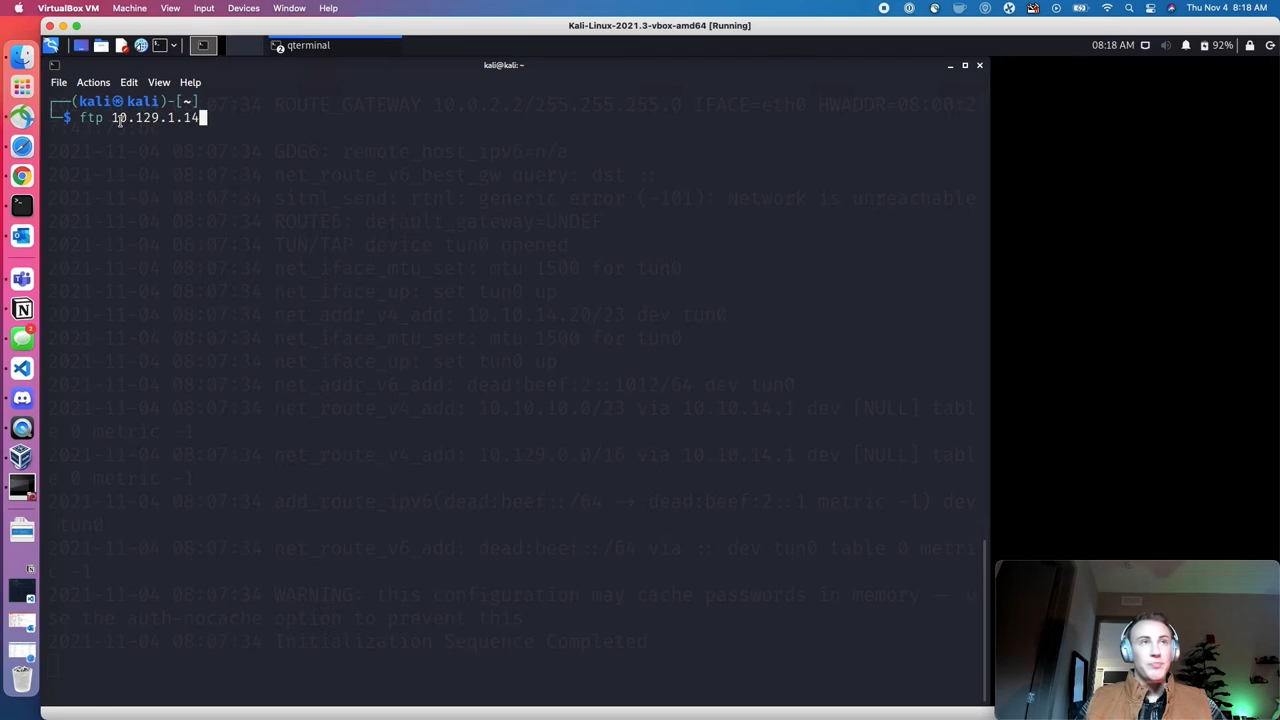 VirtualBox VM Machine View Input Devices Window Help Thu Nov 4 8:18 AM
Kali-Linux-2021.3-vbox-amd64 [Running]
qterminal 08:18 AM 92%
kali@kali: ~
File Actions Edit View Help
(kali㉿kali)-[~]
$ ftp 10.129.1.14
:07:34 ROUTE_GATEWAY 10.0.2.2/255.255.255.0 IFACE=eth0 HWADDR=08:00:2
2021-11-04 08:07:34 GDG6: remote_host_ipv6=n/a
2021-11-04 08:07:34 net_route_v6_best_gw query: dst ::
2021-11-04 08:07:34 sitnl_send: rtnl: generic error (-101): Network is unreachable
2021-11-04 08:07:34 ROUTE6: default_gateway=UNDEF
2021-11-04 08:07:34 TUN/TAP device tun0 opened
2021-11-04 08:07:34 net_iface_mtu_set: mtu 1500 for tun0
2021-11-04 08:07:34 net_iface_up: set tun0 up
2021-11-04 08:07:34 net_addr_v4_add: 10.10.14.20/23 dev tun0
2021-11-04 08:07:34 net_iface_mtu_set: mtu 1500 for tun0
2021-11-04 08:07:34 net_iface_up: set tun0 up
2021-11-04 08:07:34 net_addr_v6_add: dead:beef:2::1012/64 dev tun0
2021-11-04 08:07:34 net_route_v4_add: 10.10.10.0/23 via 10.10.14.1 dev [NULL] tabl
e 0 metric -1
2021-11-04 08:07:34 net_route_v4_add: 10.129.0.0/16 via 10.10.14.1 dev [NULL] tabl
e 0 metric -1
2021-11-04 08:07:34 add_route_ipv6(dead:beef::/64 -> dead:beef:2::1 metric -1) dev
tun0
2021-11-04 08:07:34 net_route_v6_add: dead:beef::/64 via :: dev tun0 table 0 metri
c -1
2021-11-04 08:07:34 WARNING: this configuration may cache passwords in memory -- u
se the auth-nocache option to prevent this
2021-11-04 08:07:34 Initialization Sequence Completed